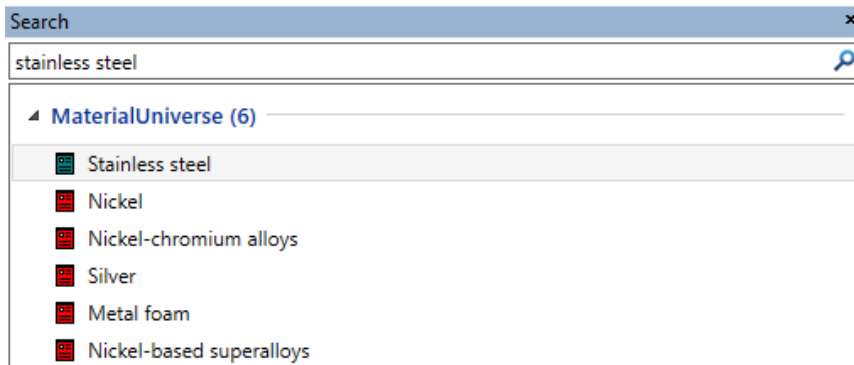 Search
stainless steel
MaterialUniverse (6)
Stainless steel
Nickel
Nickel-chromium alloys
Silver
Metal foam
Nickel-based superalloys